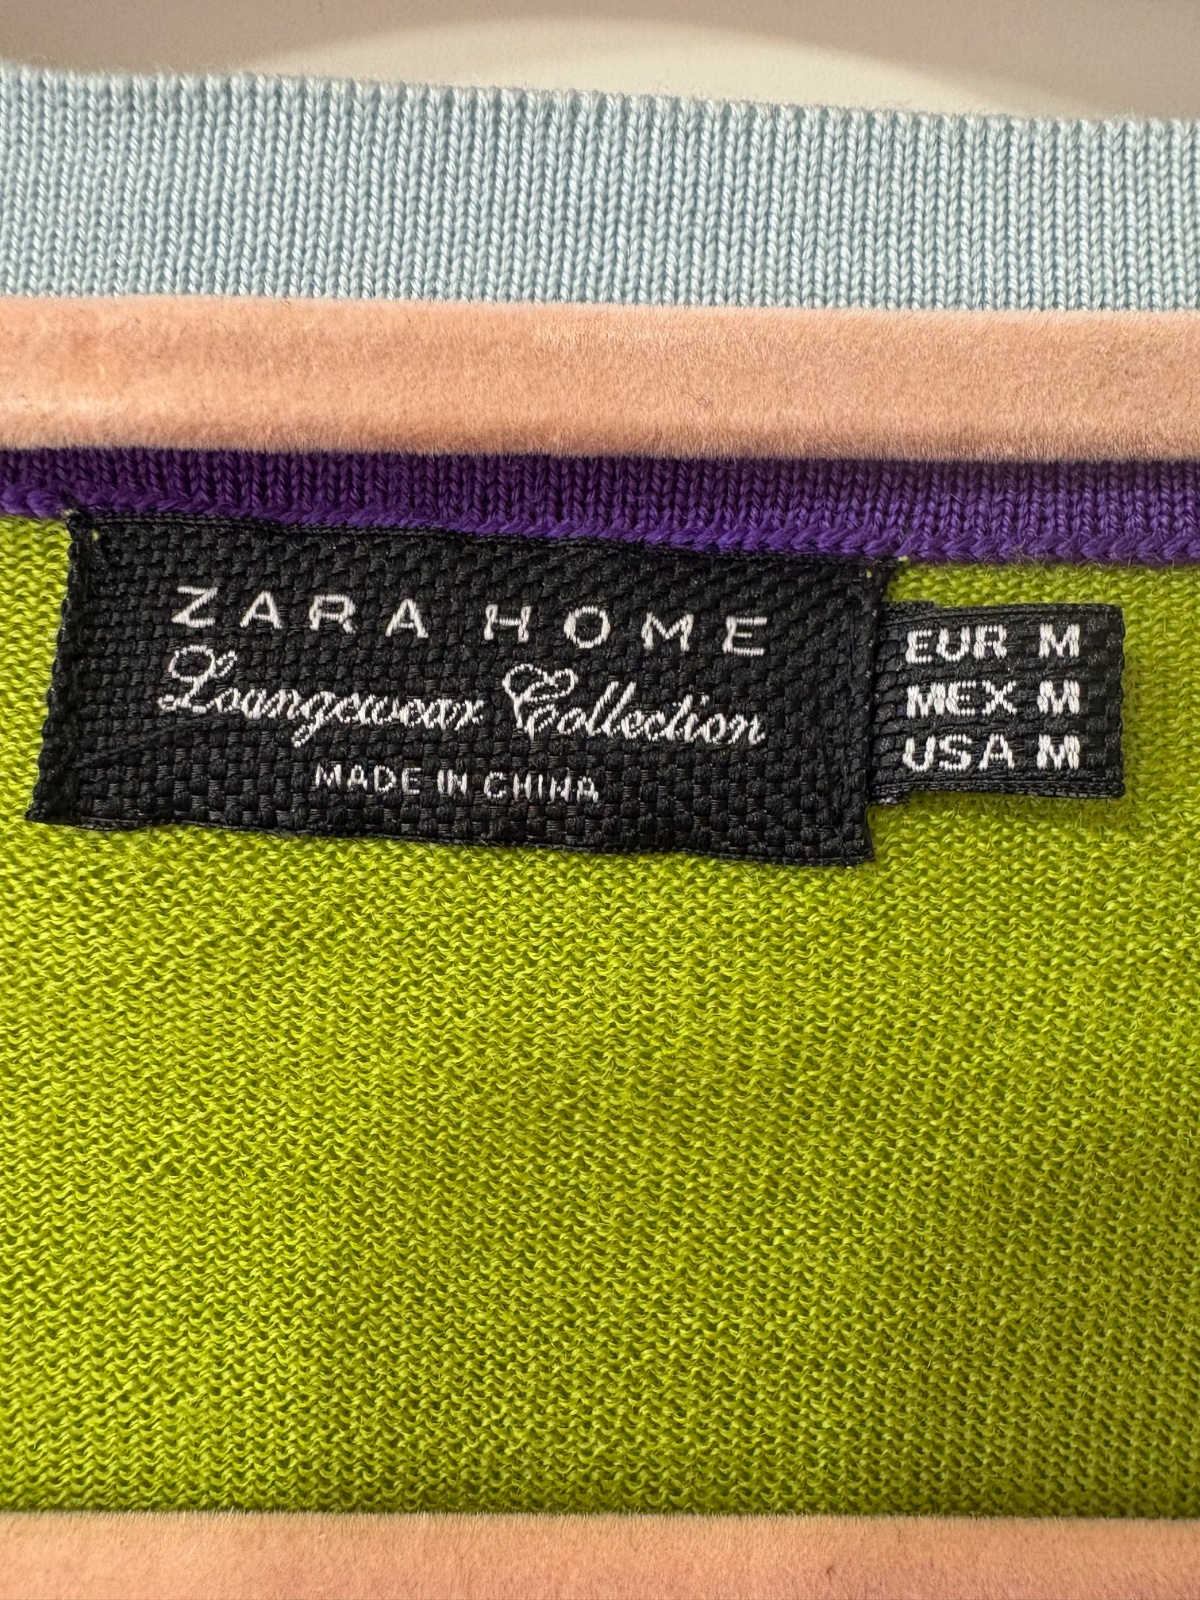 ZARA HOME
Loungewear Collection
MADE IN CHINA
EUR M
MEX M
USA M